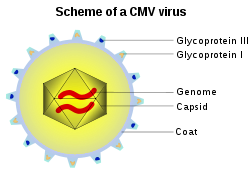 Scheme of a CMV virus
Glycoprotein III
Glycoprotein I
Genome
Capsid
Coat